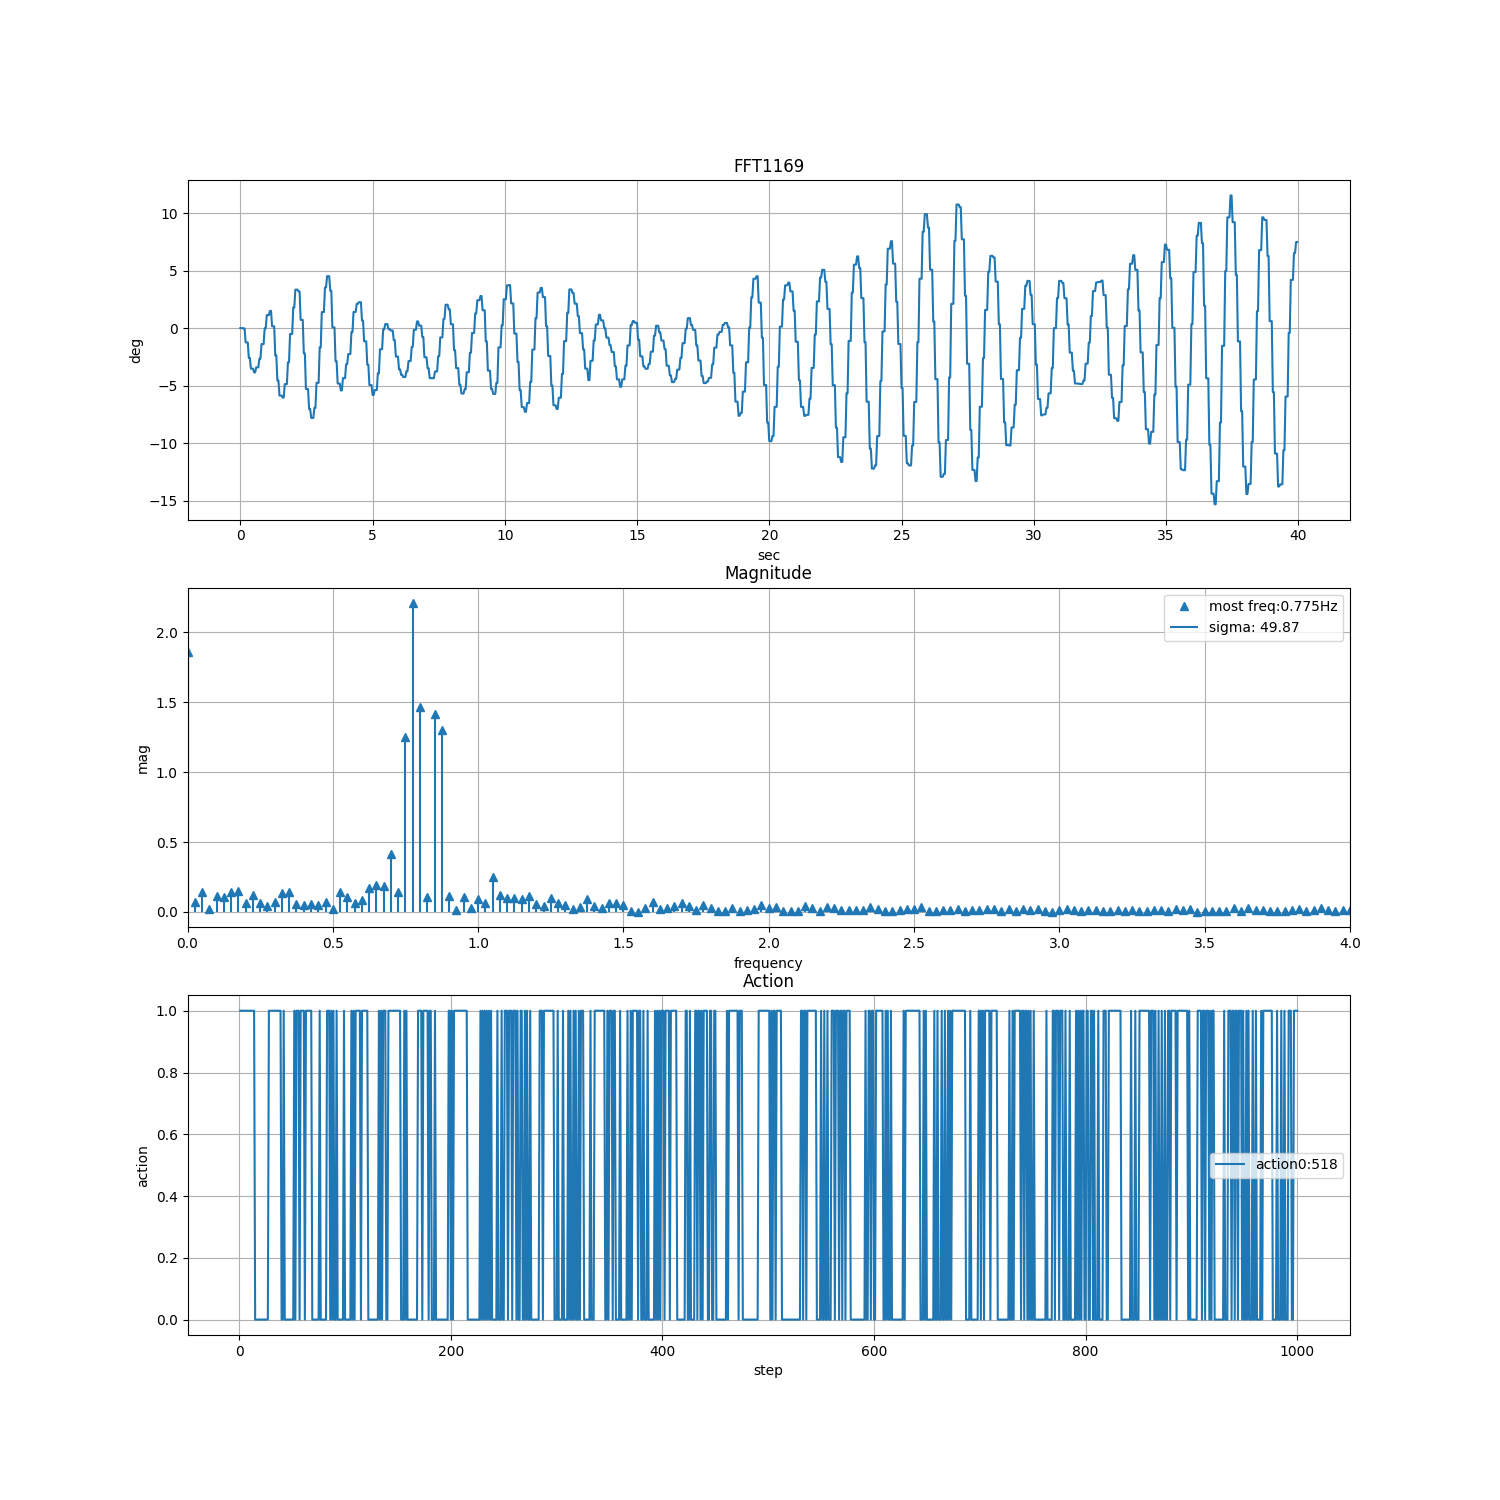 FFT1169
10
5
0
−5
−10
−15
deg
0 5 10 15 20 25 30 35 40
sec
Magnitude
2.0
1.5
1.0
0.5
0.0
mag
most freq:0.775Hz
sigma: 49.87
0.0 0.5 1.0 1.5 2.0 2.5 3.0 3.5 4.0
frequency
Action
1.0
0.8
0.6
0.4
0.2
0.0
action
action0:518
0 200 400 600 800 1000
step